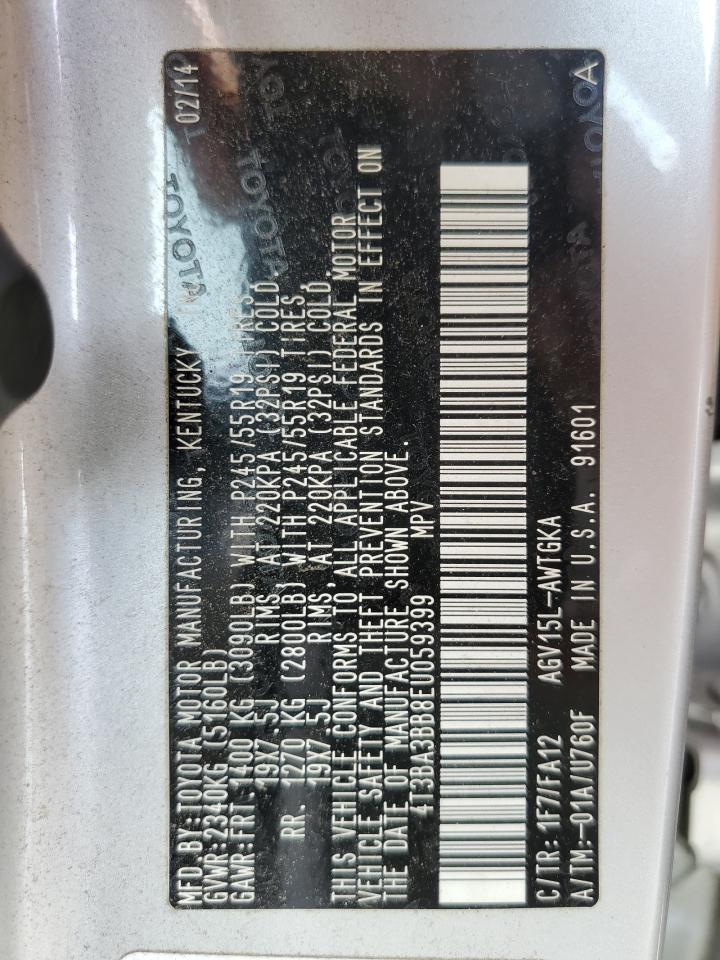 MFD BY:TOYOTA MOTOR MANUFACTURING, KENTUCKY, 02/14
GVWR:2340KG (5160LB)
GAWR:FRT. 1400 KG (3090LB) WITH P245/55R19 TIRES,
19X7.5J RIMS, AT 220KPA (32PSI) COLD.
RR. 1270 KG (2800LB) WITH P245/55R19 TIRES,
19X7.5J RIMS, AT 220KPA (32PSI) COLD.
THIS VEHICLE CONFORMS TO ALL APPLICABLE FEDERAL MOTOR
VEHICLE SAFETY AND THEFT PREVENTION STANDARDS IN EFFECT ON
THE DATE OF MANUFACTURE SHOWN ABOVE.
4T3BA3BB8EU059399 MPV
C/TR: 1F7/FA12 AGV15L-AWTGKA
A/TM:-01A/U760F MADE IN U.S.A. 91601 A
TOYOTA
TOYOTA
TOYOTA